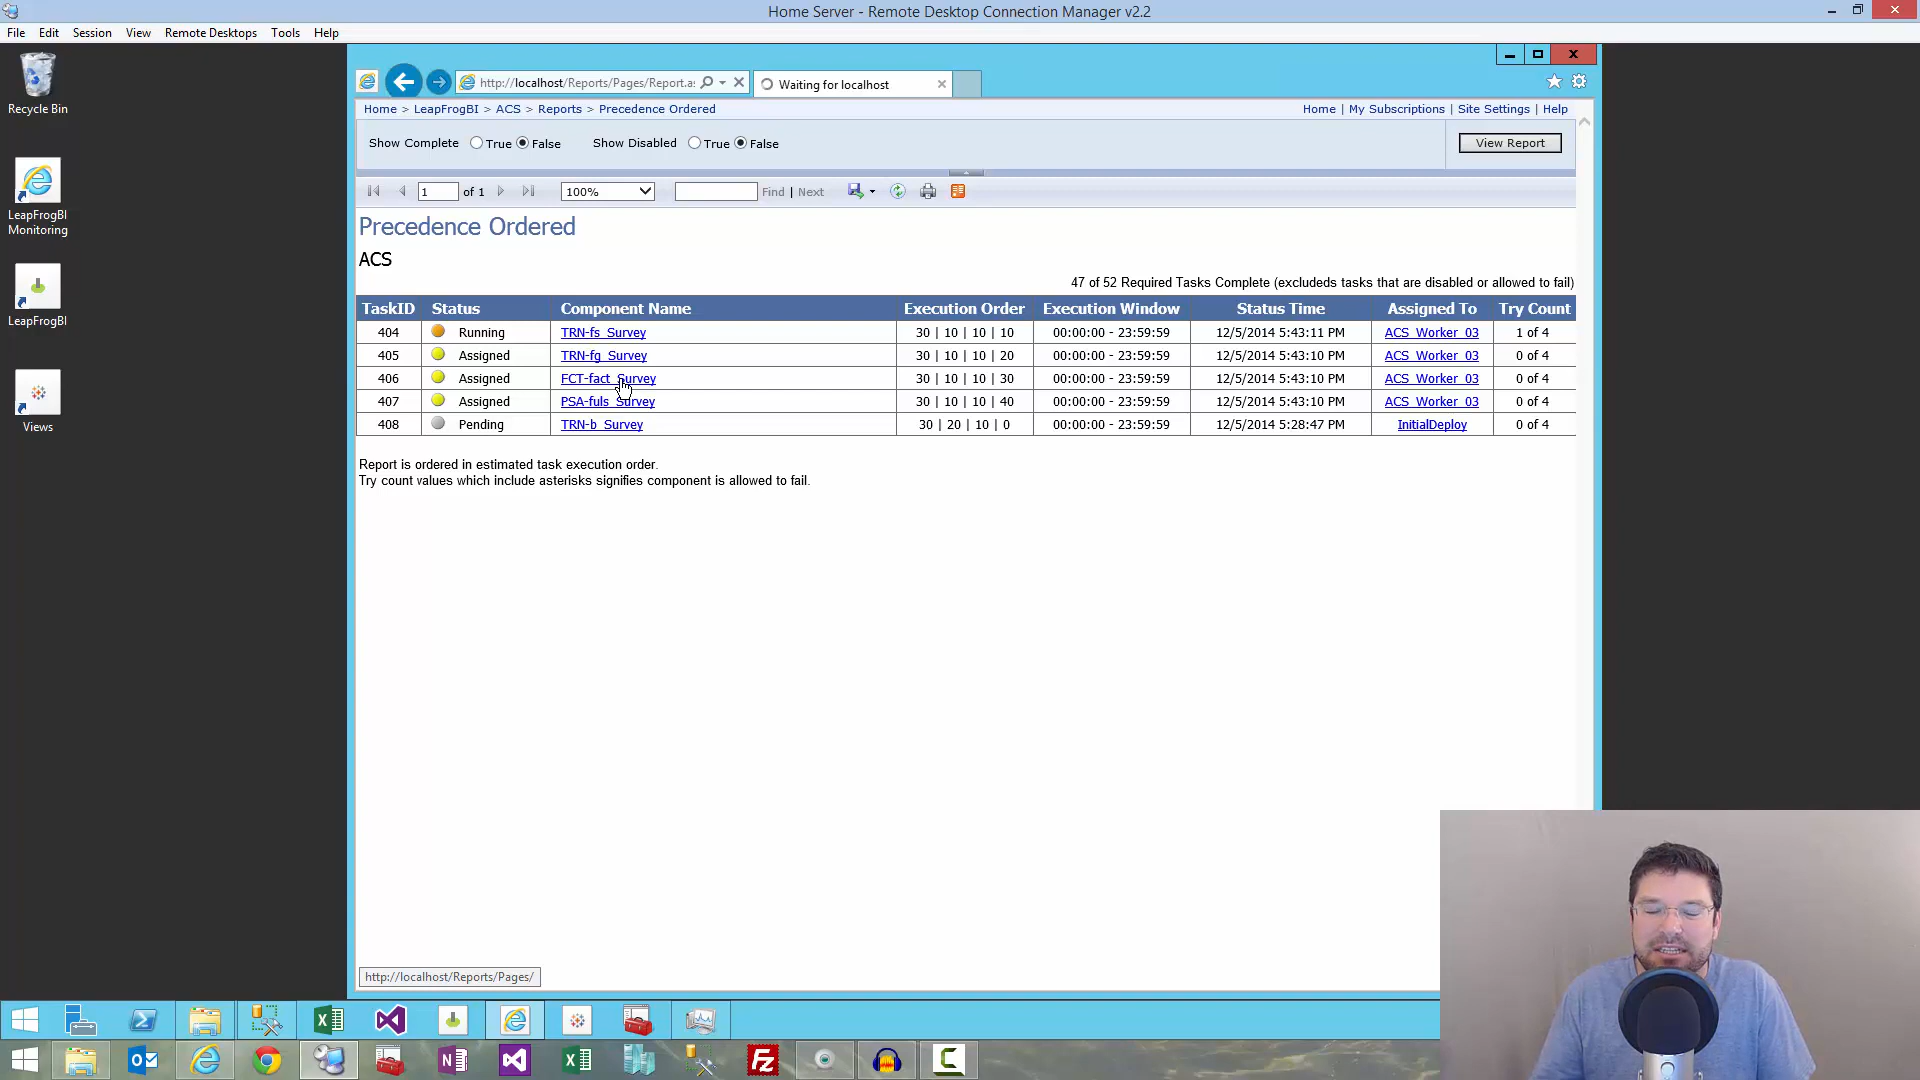 Home Server - Remote Desktop Connection Manager v2.2
File Edit Session View Remote Desktops Tools Help
Recycle Bin
LeapFrogBI Monitoring
LeapFrogBI
Views
http://localhost/Reports/Pages/Report.as
Waiting for localhost
Home > LeapFrogBI > ACS > Reports > Precedence Ordered
Home | My Subscriptions | Site Settings | Help
Show Complete True False Show Disabled True False
View Report
1 of 1 100% Find | Next
Precedence Ordered
ACS
47 of 52 Required Tasks Complete (excludeds tasks that are disabled or allowed to fail)
TaskID Status Component Name Execution Order Execution Window Status Time Assigned To Try Count
404 Running TRN-fs_Survey 30 | 10 | 10 | 10 00:00:00 - 23:59:59 12/5/2014 5:43:11 PM ACS_Worker_03 1 of 4
405 Assigned TRN-fg_Survey 30 | 10 | 10 | 20 00:00:00 - 23:59:59 12/5/2014 5:43:10 PM ACS_Worker_03 0 of 4
406 Assigned FCT-fact_Survey 30 | 10 | 10 | 30 00:00:00 - 23:59:59 12/5/2014 5:43:10 PM ACS_Worker_03 0 of 4
407 Assigned PSA-fuls_Survey 30 | 10 | 10 | 40 00:00:00 - 23:59:59 12/5/2014 5:43:10 PM ACS_Worker_03 0 of 4
408 Pending TRN-b_Survey 30 | 20 | 10 | 0 00:00:00 - 23:59:59 12/5/2014 5:28:47 PM InitialDeploy 0 of 4
Report is ordered in estimated task execution order.
Try count values which include asterisks signifies component is allowed to fail.
http://localhost/Reports/Pages/